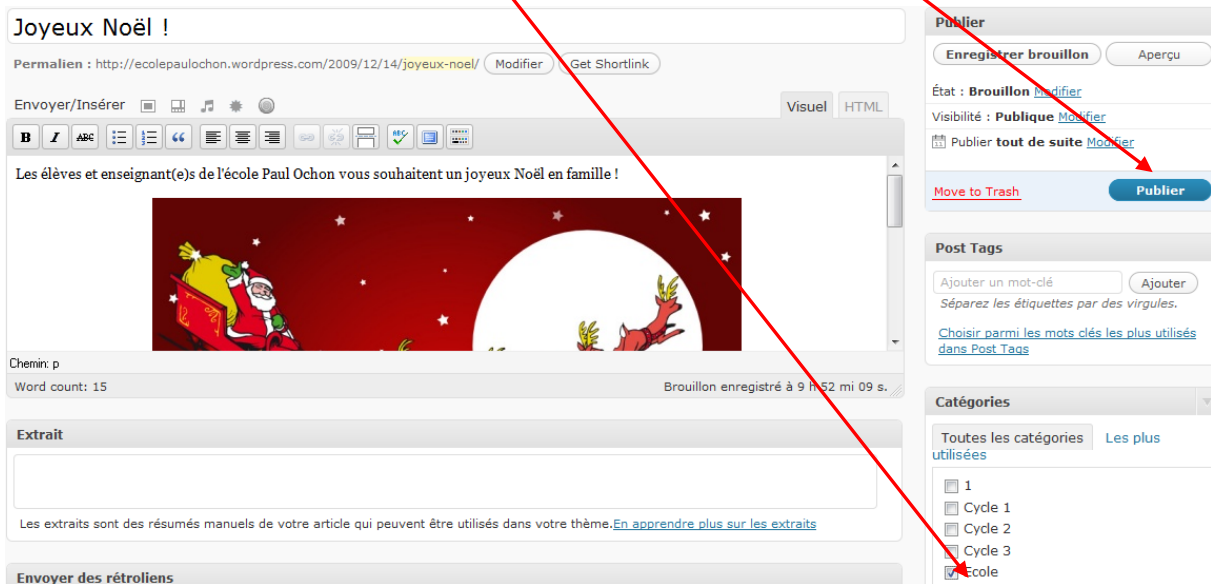 Joyeux Noël !
Permalien : http://ecolepaulochon.wordpress.com/2009/12/14/joyeux-noel/ Modifier Get Shortlink
Envoyer/Insérer Visuel HTML
B I ABC ABC
Les élèves et enseignant(e)s de l'école Paul Ochon vous souhaitent un joyeux Noël en famille !
Chemin: p
Word count: 15 Brouillon enregistré à 9 h 52 mi 09 s.
Extrait
Les extraits sont des résumés manuels de votre article qui peuvent être utilisés dans votre thème.En apprendre plus sur les extraits
Envoyer des rétroliens
Publier
Enregistrer brouillon Aperçu
État : Brouillon Modifier
Visibilité : Publique Modifier
Publier tout de suite Modifier
Move to Trash Publier
Post Tags
Ajouter un mot-clé Ajouter
Séparez les étiquettes par des virgules.
Choisir parmi les mots clés les plus utilisés
dans Post Tags
Catégories
Toutes les catégories Les plus
utilisées
1
Cycle 1
Cycle 2
Cycle 3
Ecole